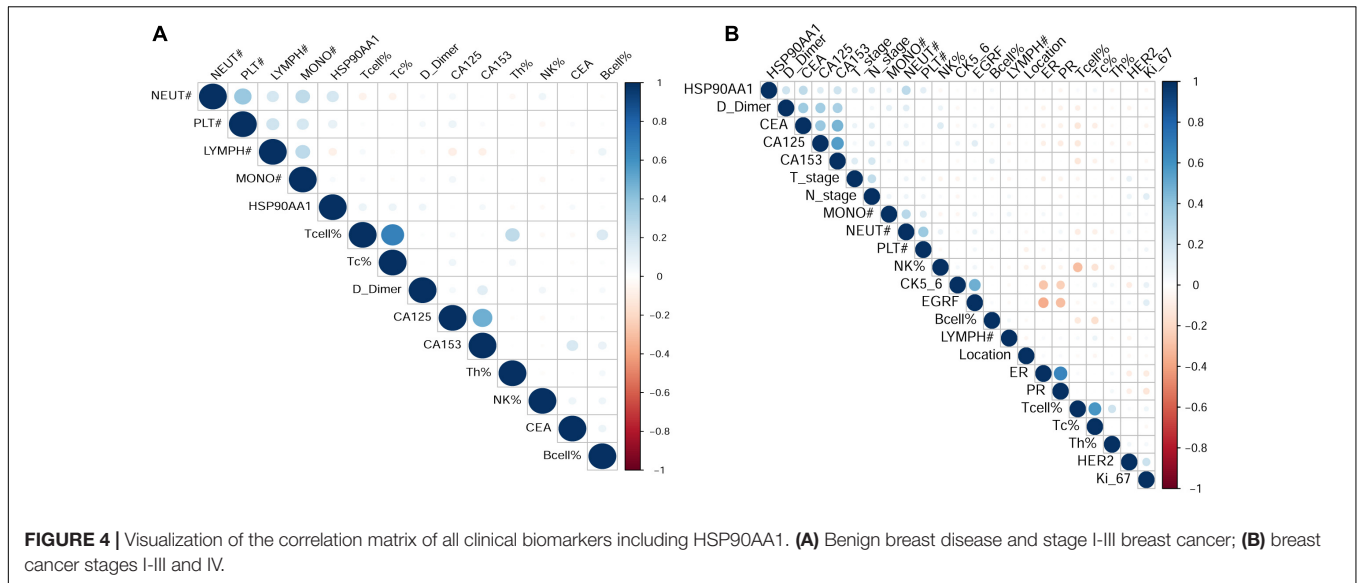 A
NEUT#
PLT#
LYMPH#
MONO#
HSP90AA1
Tcell%
Tc%
D_Dimer
CA125
CA153
Th%
NK%
CEA
Bcell%
NEUT#
PLT#
LYMPH#
MONO#
HSP90AA1
Tcell%
Tc%
D_Dimer
CA125
CA153
Th%
NK%
CEA
Bcell%
1
0.8
0.6
0.4
0.2
0
−0.2
−0.4
−0.6
−0.8
−1
B
HSP90AA1
D_Dimer
CEA
CA125
CA153
T_stage
N_stage
MONO#
NEUT#
PLT#
NK%
CK5_6
EGRF
Bcell%
LYMPH#
Location
ER
PR
Tcell%
Tc%
Th%
HER2
Ki_67
HSP90AA1
D_Dimer
CEA
CA125
CA153
T_stage
N_stage
MONO#
NEUT#
PLT#
NK%
CK5_6
EGRF
Bcell%
LYMPH#
Location
ER
PR
Tcell%
Tc%
Th%
HER2
Ki_67
1
0.8
0.6
0.4
0.2
0
−0.2
−0.4
−0.6
−0.8
−1
FIGURE 4 | Visualization of the correlation matrix of all clinical biomarkers including HSP90AA1. (A) Benign breast disease and stage I-III breast cancer; (B) breast
cancer stages I-III and IV.